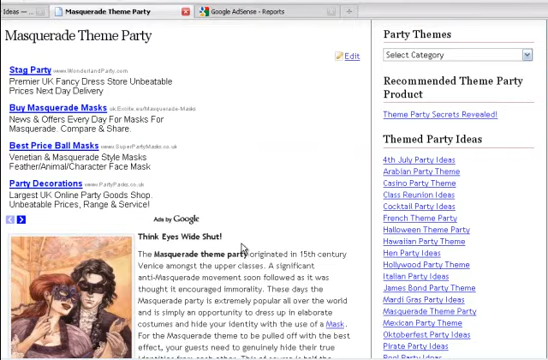 Ideas —...
Masquerade Theme Party
Google AdSense - Reports
Masquerade Theme Party
Edit
Stag Party www.WonderlandParty.com
Premier UK Fancy Dress Store Unbeatable
Prices Next Day Delivery
Buy Masquerade Masks uk.Excite.eu/Masquerade-Masks
News & Offers Every Day For Masks For
Masquerade. Compare & Share.
Best Price Ball Masks www.SuperPartyMasks.co.uk
Venetian & Masquerade Style Masks
Feather/Animal/Character Face Mask
Party Decorations www.PartyPacks.co.uk
Largest UK Online Party Goods Shop.
Unbeatable Prices, Range & Service!
Ads by Google
Think Eyes Wide Shut!
The Masquerade theme party originated in 15th century
Venice amongst the upper classes. A significant
anti-Masquerade movement soon followed as it was
thought it encouraged immorality. These days the
Masquerade party is extremely popular all over the world
and is simply an opportunity to dress up in elaborate
costumes and hide your identity with the use of a Mask.
For the Masquerade theme to be pulled off with the best
effect, your guests need to genuinely hide their true
Party Themes
Select Category
Recommended Theme Party
Product
Theme Party Secrets Revealed!
Themed Party Ideas
4th July Party Ideas
Arabian Party Theme
Casino Party Theme
Class Reunion Ideas
Cocktail Party Ideas
French Theme Party
Halloween Theme Party
Hawaiian Party Theme
Hen Party Ideas
Hollywood Party Theme
Italian Party Ideas
James Bond Party Theme
Mardi Gras Party Ideas
Masquerade Theme Party
Mexican Party Theme
Oktoberfest Party Ideas
Pirate Party Ideas